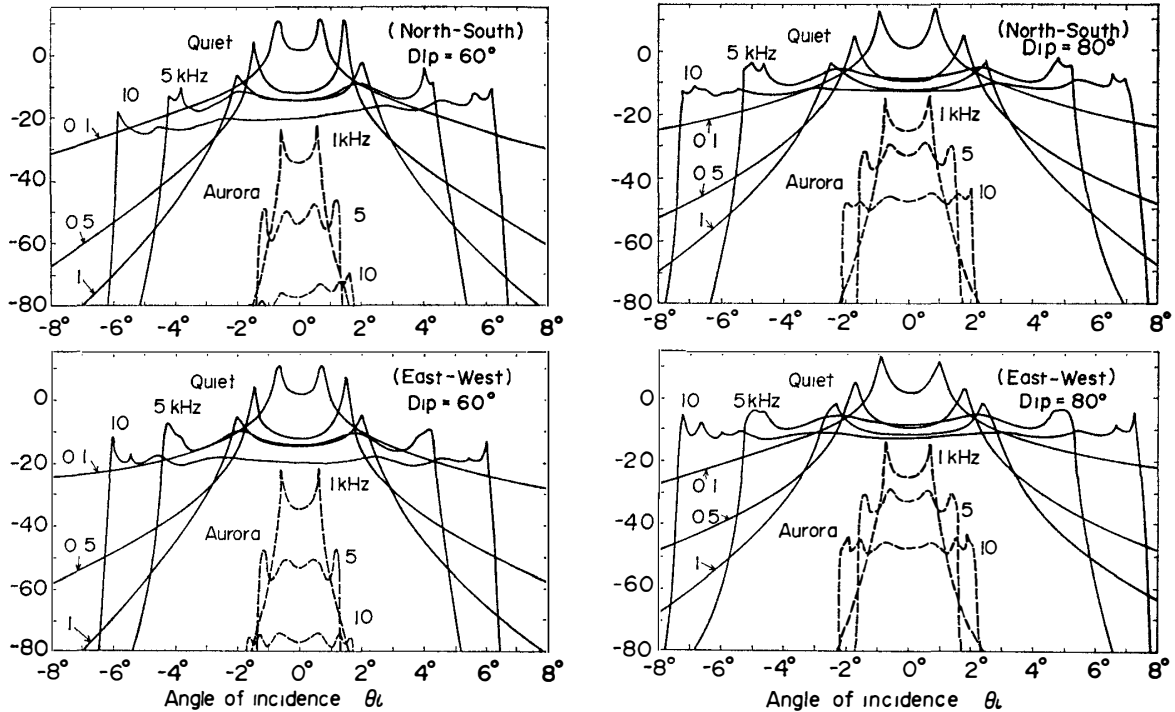 (North-South)
Dip = 60°
Quiet
5 kHz
10
0 1
1kHz
Aurora
5
0 5
10
1
0
-20
-40
-60
-80
-8° -6° -4° -2° 0° 2° 4° 6° 8°
(North-South)
Dip = 80°
Quiet
5 kHz
10
0 1
1kHz
5
0 5
Aurora
10
1
0
-20
-40
-60
-80
-8° -6° -4° -2° 0° 2° 4° 6° 8°
(East-West)
Dip = 60°
Quiet
5 kHz
10
0 1
1kHz
Aurora
5
0 5
10
1
0
-20
-40
-60
-80
-8° -6° -4° -2° 0° 2° 4° 6° 8°
Angle of incidence θi
(East-West)
Dip = 80°
Quiet
5kHz
10
0 1
1kHz
0 5
5
Aurora
10
1
0
-20
-40
-60
-80
-8° -6° -4° -2° 0° 2° 4° 6° 8°
Angle of incidence θi